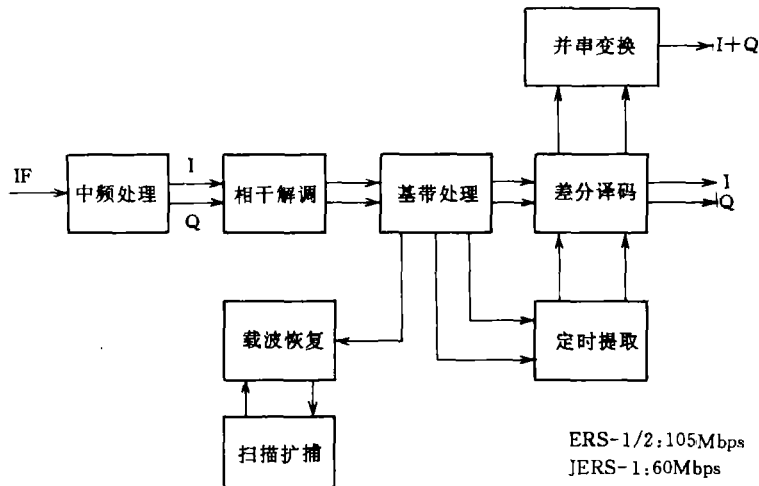 并串变换
I+Q
IF
中频处理
I
Q
相干解调
基带处理
差分译码
I
Q
载波恢复
定时提取
扫描扩捕
ERS-1/2:105Mbps
JERS-1:60Mbps